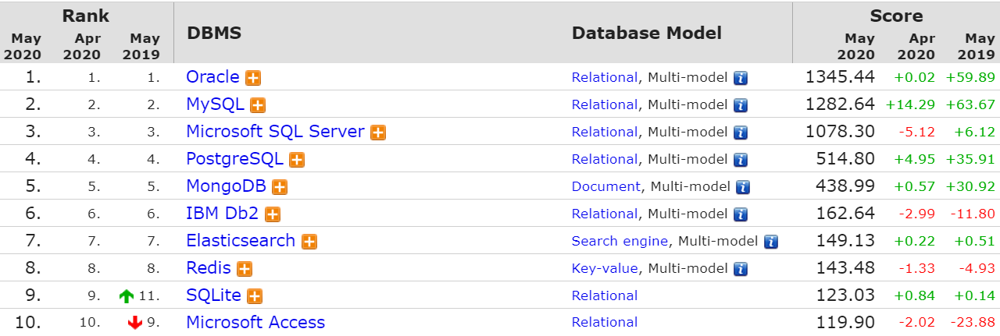 Rank DBMS Database Model Score
May 2020 Apr 2020 May 2019 May 2020 Apr 2020 May 2019
1. 1. 1. Oracle Relational, Multi-model 1345.44 +0.02 +59.89
2. 2. 2. MySQL Relational, Multi-model 1282.64 +14.29 +63.67
3. 3. 3. Microsoft SQL Server Relational, Multi-model 1078.30 -5.12 +6.12
4. 4. 4. PostgreSQL Relational, Multi-model 514.80 +4.95 +35.91
5. 5. 5. MongoDB Document, Multi-model 438.99 +0.57 +30.92
6. 6. 6. IBM Db2 Relational, Multi-model 162.64 -2.99 -11.80
7. 7. 7. Elasticsearch Search engine, Multi-model 149.13 +0.22 +0.51
8. 8. 8. Redis Key-value, Multi-model 143.48 -1.33 -4.93
9. 9. 11. SQLite Relational 123.03 +0.84 +0.14
10. 10. 9. Microsoft Access Relational 119.90 -2.02 -23.88